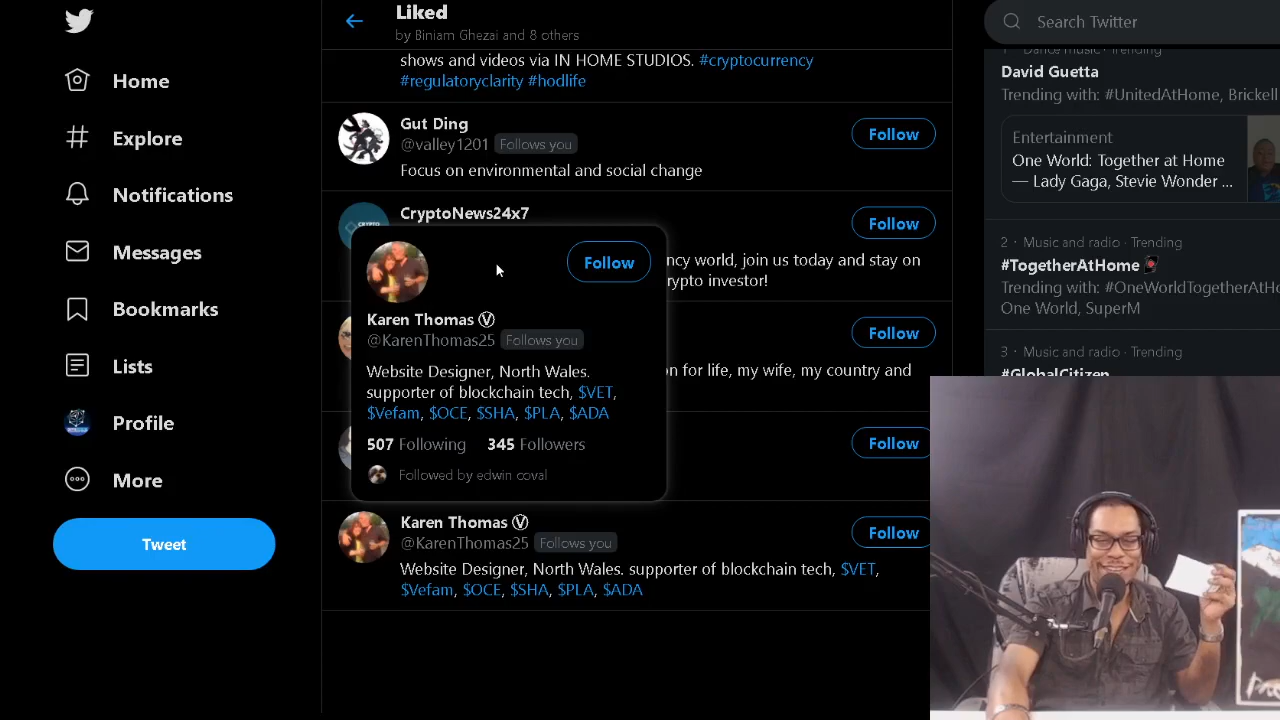 Home
Explore
Notifications
Messages
Bookmarks
Lists
Profile
More
Tweet
Liked
by Biniam Ghezai and 8 others
shows and videos via IN HOME STUDIOS. #cryptocurrency
#regulatoryclarity #hodlife
Gut Ding
@valley1201 Follows you
Focus on environmental and social change
Follow
CryptoNews24x7
Follow
ncy world, join us today and stay on
rypto investor!
Follow
Karen Thomas Ⓥ
@KarenThomas25 Follows you
Website Designer, North Wales.
supporter of blockchain tech, $VET,
$Vefam, $OCE, $SHA, $PLA, $ADA
507 Following 345 Followers
Followed by edwin coval
Follow
n for life, my wife, my country and
Follow
Karen Thomas Ⓥ
@KarenThomas25 Follows you
Website Designer, North Wales. supporter of blockchain tech, $VET,
$Vefam, $OCE, $SHA, $PLA, $ADA
Follow
Search Twitter
1 · Dance music · Trending
David Guetta
Trending with: #UnitedAtHome, Brickell
Entertainment
One World: Together at Home
— Lady Gaga, Stevie Wonder ...
2 · Music and radio · Trending
#TogetherAtHome
Trending with: #OneWorldTogetherAtHo
One World, SuperM
3 · Music and radio · Trending
#GlobalCitizen